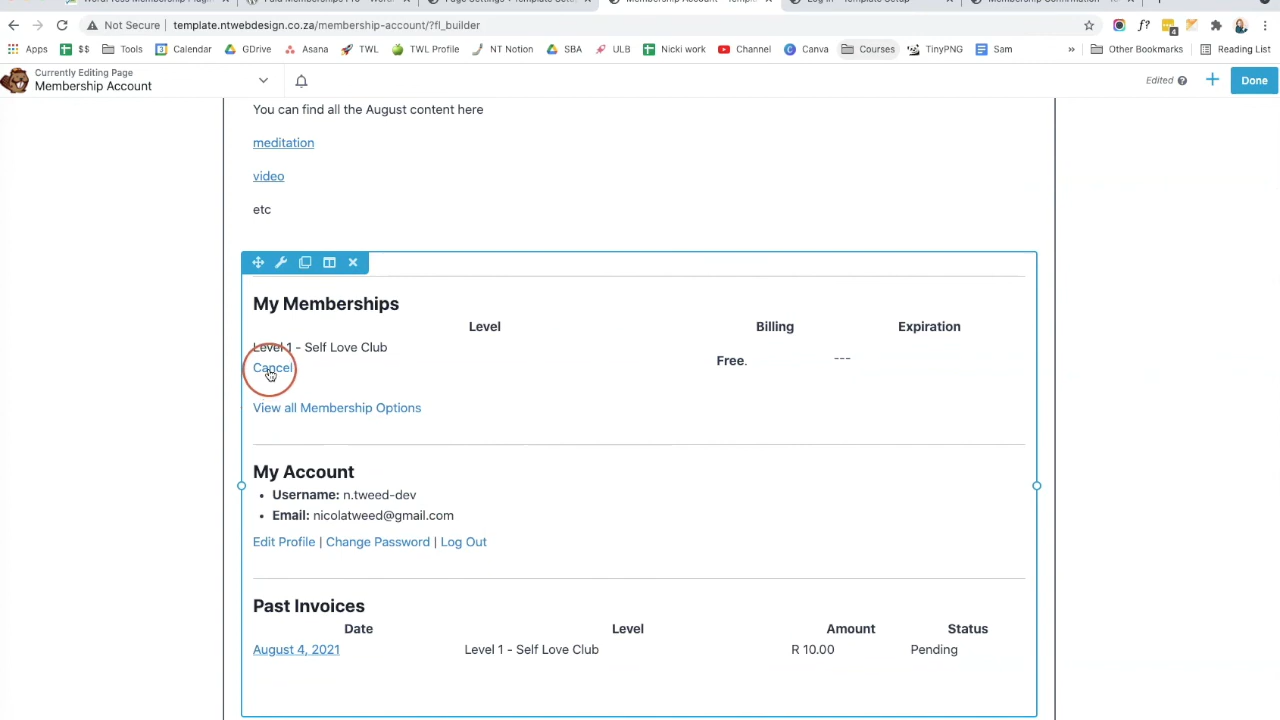 Not Secure
template.ntwebdesign.co.za/membership-account/?fl_builder
Apps $$ Tools Calendar GDrive Asana TWL TWL Profile NT Notion SBA ULB Nicki work Channel Canva Courses TinyPNG Sam » Other Bookmarks Reading List
Currently Editing Page
Membership Account
Edited
Done
You can find all the August content here
meditation
video
etc
My Memberships
Level Billing Expiration
Level 1 - Self Love Club
Free. ---
Cancel
View all Membership Options
My Account
Username: n.tweed-dev
Email: nicolatweed@gmail.com
Edit Profile | Change Password | Log Out
Past Invoices
Date Level Amount Status
August 4, 2021 Level 1 - Self Love Club R 10.00 Pending